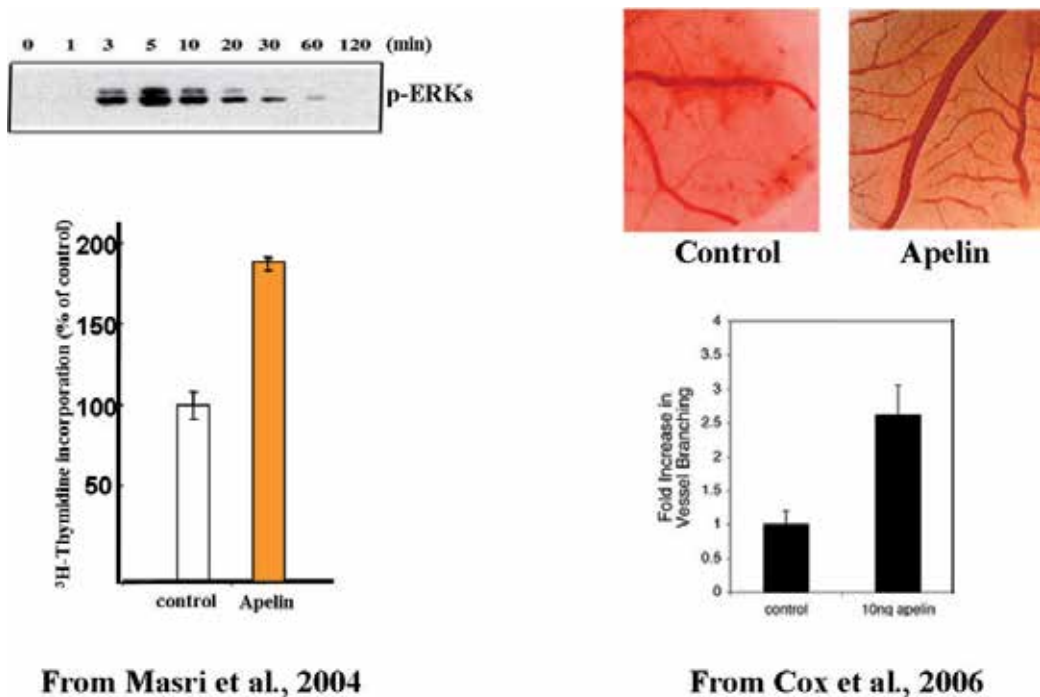 0 1 3 5 10 20 30 60 120 (min)
p-ERKs
³H-Thymidine incorporation (% of control)
200
150
100
50
control Apelin
From Masri et al., 2004
Control Apelin
Fold Increase in
Vessel Branching
4
3.5
3
2.5
2
1.5
1
0.5
0
control 10ng apelin
From Cox et al., 2006